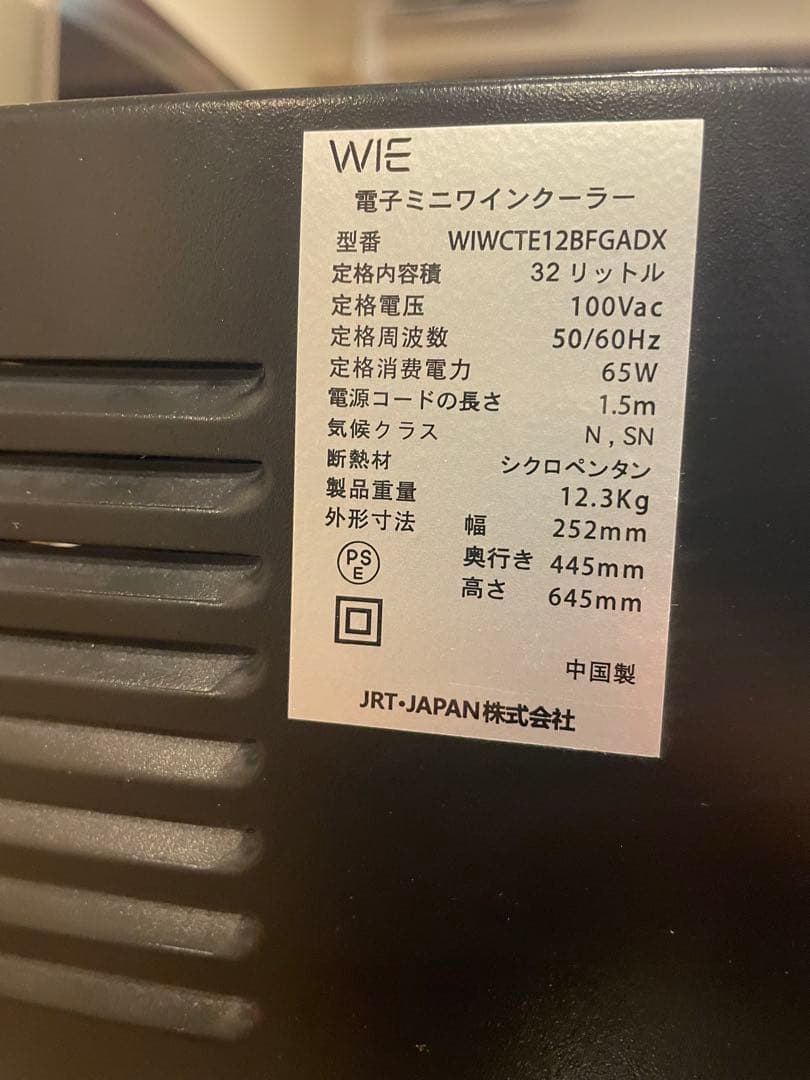 WIE
電子ミニワインクーラー
型番 WIWCTE12BFGADX
定格内容積 32リットル
定格電圧 100Vac
定格周波数 50/60Hz
定格消費電力 65W
電源コードの長さ 1.5m
気候クラス N , SN
断熱材 シクロペンタン
製品重量 12.3Kg
外形寸法 幅 252mm
奥行き 445mm
高さ 645mm
PS
E
中国製
JRT・JAPAN株式会社